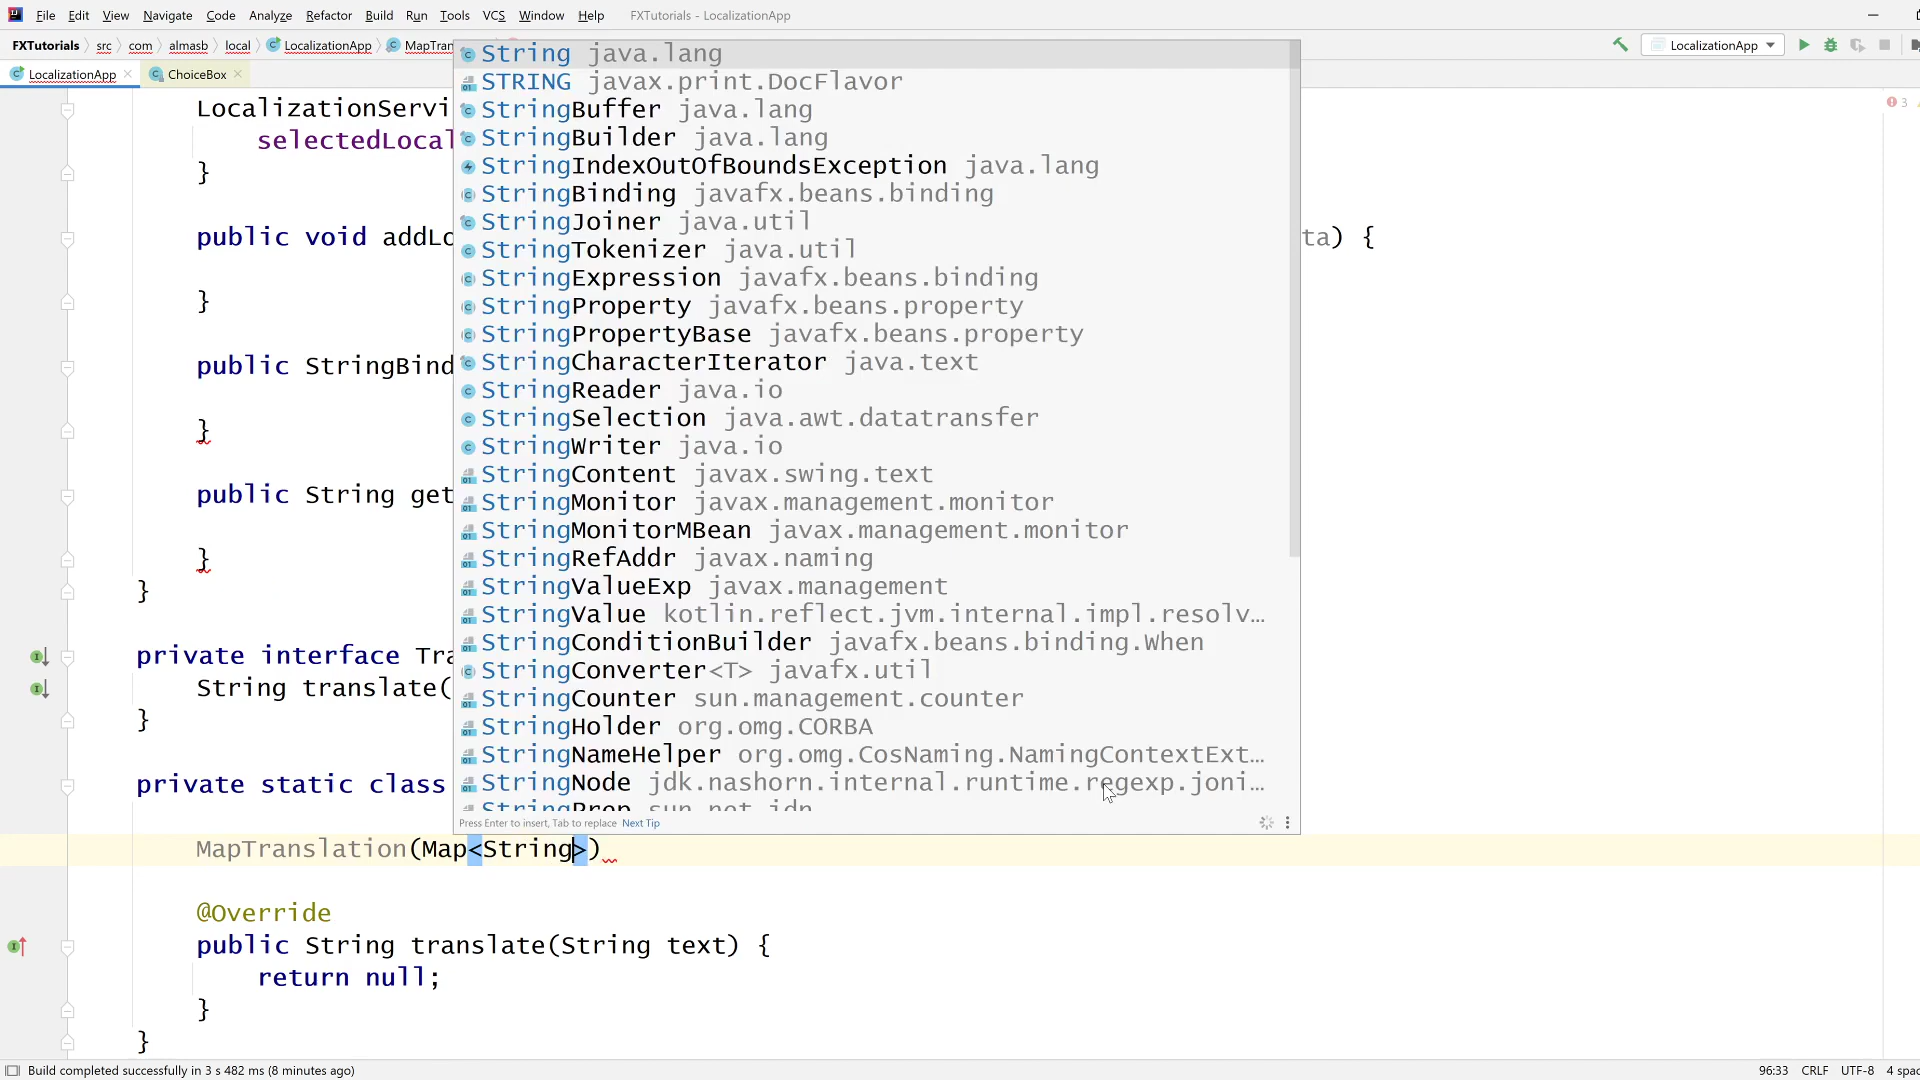 File Edit View Navigate Code Analyze Refactor Build Run Tools VCS Window Help FXTutorials - LocalizationApp
FXTutorials src com almasb local LocalizationApp MapTran LocalizationApp
LocalizationApp ChoiceBox
String java.lang
STRING javax.print.DocFlavor
StringBuffer java.lang
StringBuilder java.lang
StringIndexOutOfBoundsException java.lang
StringBinding javafx.beans.binding
StringJoiner java.util
StringTokenizer java.util
StringExpression javafx.beans.binding
StringProperty javafx.beans.property
StringPropertyBase javafx.beans.property
StringCharacterIterator java.text
StringReader java.io
StringSelection java.awt.datatransfer
StringWriter java.io
StringContent javax.swing.text
StringMonitor javax.management.monitor
StringMonitorMBean javax.management.monitor
StringRefAddr javax.naming
StringValueExp javax.management
StringValue kotlin.reflect.jvm.internal.impl.resolv…
StringConditionBuilder javafx.beans.binding.When
StringConverter<T> javafx.util
StringCounter sun.management.counter
StringHolder org.omg.CORBA
StringNameHelper org.omg.CosNaming.NamingContextExt…
StringNode jdk.nashorn.internal.runtime.regexp.joni…
StringPrep sun.net.idn
Press Enter to insert, Tab to replace Next Tip
3
LocalizationServi
selectedLocal
}
public void addLo ta) {
}
public StringBind
}
public String get
}
}
private interface Tra
String translate(
}
private static class
MapTranslation(Map<String>)
@Override
public String translate(String text) {
return null;
}
}
Build completed successfully in 3 s 482 ms (8 minutes ago) 96:33 CRLF UTF-8 4 spac